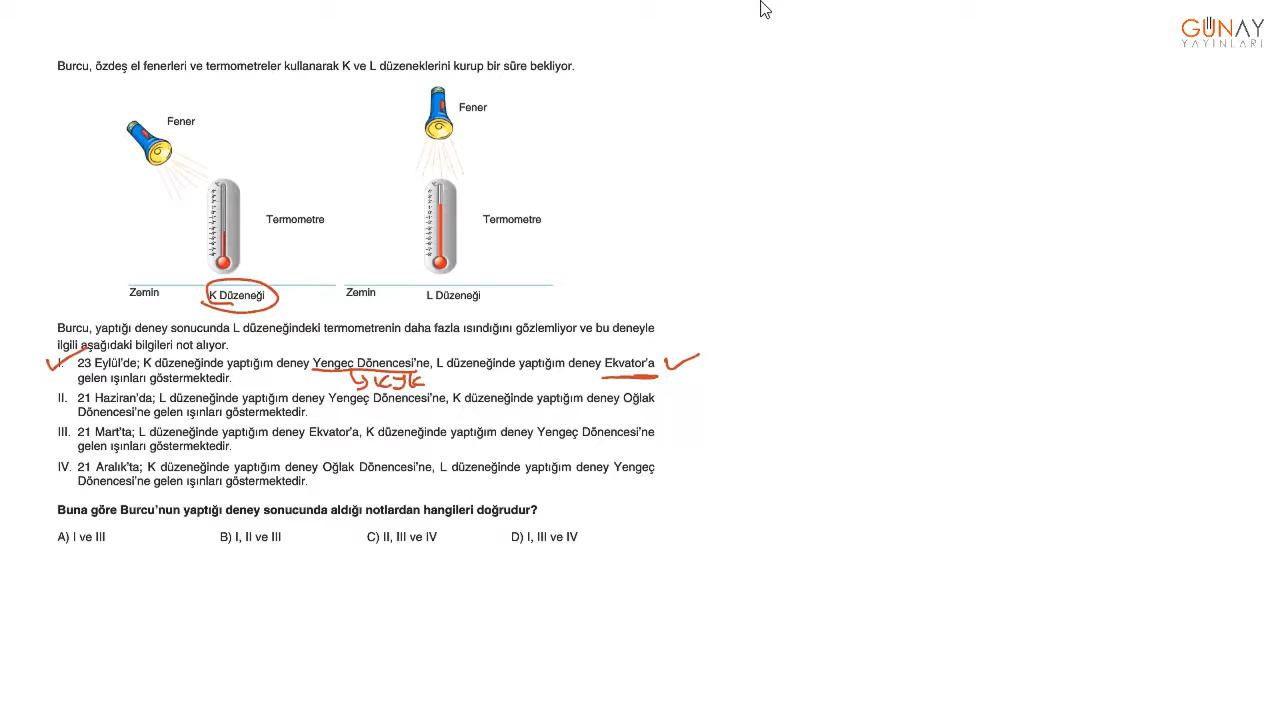 GÜNAY
YAYINLARI
Burcu, özdeş el fenerleri ve termometreler kullanarak K ve L düzeneklerini kurup bir süre bekliyor.
Fener
Fener
Termometre
Termometre
Zemin
K Düzeneği
Zemin
L Düzeneği
Burcu, yaptığı deney sonucunda L düzeneğindeki termometrenin daha fazla ısındığını gözlemliyor ve bu deneyle
ilgili aşağıdaki bilgileri not alıyor.
I. 23 Eylül'de; K düzeneğinde yaptığım deney Yengeç Dönencesi'ne, L düzeneğinde yaptığım deney Ekvator'a
gelen ışınları göstermektedir.
KYK
II. 21 Haziran'da; L düzeneğinde yaptığım deney Yengeç Dönencesi'ne, K düzeneğinde yaptığım deney Oğlak
Dönencesi'ne gelen ışınları göstermektedir.
III. 21 Mart'ta; L düzeneğinde yaptığım deney Ekvator'a, K düzeneğinde yaptığım deney Yengeç Dönencesi'ne
gelen ışınları göstermektedir.
IV. 21 Aralık'ta; K düzeneğinde yaptığım deney Oğlak Dönencesi'ne, L düzeneğinde yaptığım deney Yengeç
Dönencesi'ne gelen ışınları göstermektedir.
Buna göre Burcu'nun yaptığı deney sonucunda aldığı notlardan hangileri doğrudur?
A) I ve III B) I, II ve III C) II, III ve IV D) I, III ve IV